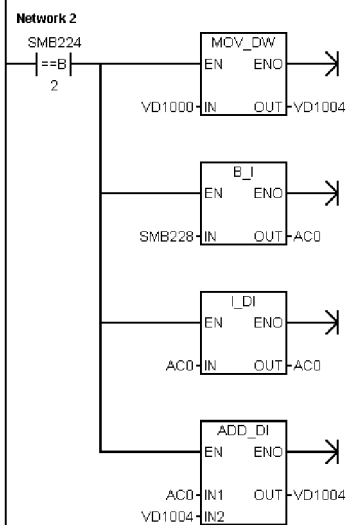 Network 2
SMB224
==B
2
MOV_DW
EN ENO
VD1000 IN OUT VD1004
B_I
EN ENO
SMB228 IN OUT AC0
I_DI
EN ENO
AC0 IN OUT AC0
ADD_DI
EN ENO
AC0 IN1 OUT VD1004
VD1004 IN2